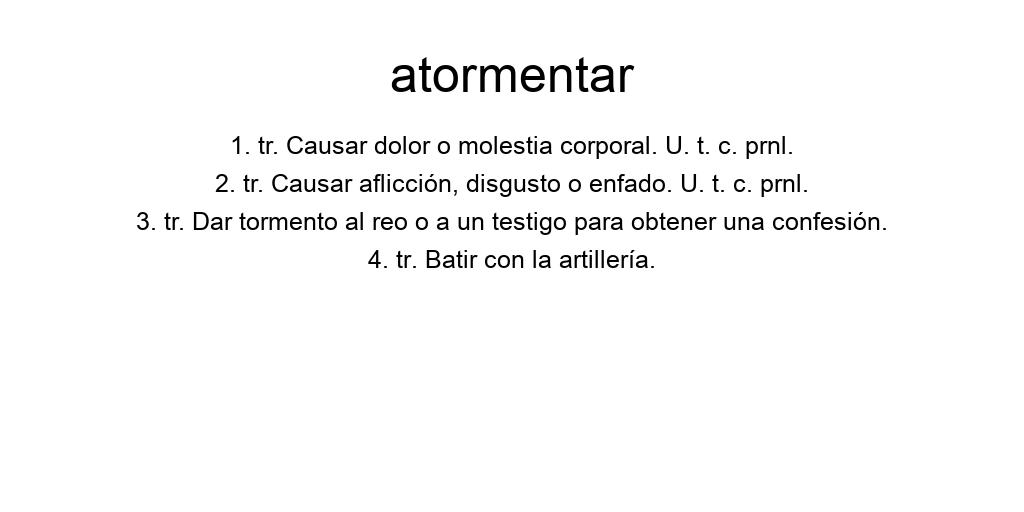 atormentar
1. tr. Causar dolor o molestia corporal. U. t. c. prnl.
2. tr. Causar aflicción, disgusto o enfado. U. t. c. prnl.
3. tr. Dar tormento al reo o a un testigo para obtener una confesión.
4. tr. Batir con la artillería.